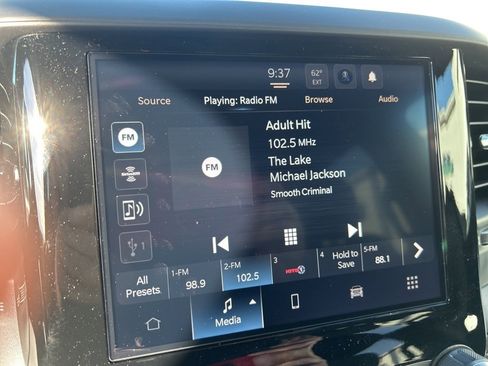 9:37 62° EXT
Source Playing: Radio FM Browse Audio
FM
Adult Hit
102.5 MHz
The Lake
Michael Jackson
Smooth Criminal
FM
SiriusXM
1
All Presets 1-FM 98.9 2-FM 102.5 3 HITS1 4 Hold to Save 5-FM 88.1
Media